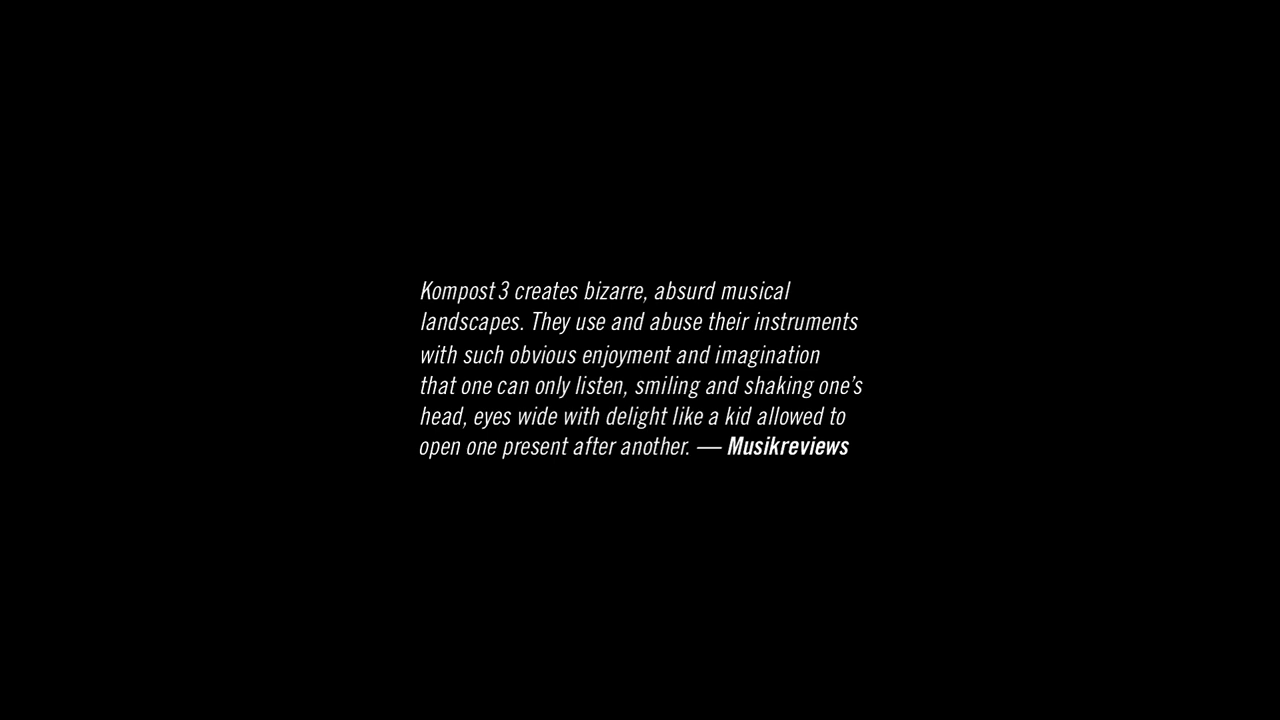 Kompost 3 creates bizarre, absurd musical
landscapes. They use and abuse their instruments
with such obvious enjoyment and imagination
that one can only listen, smiling and shaking one’s
head, eyes wide with delight like a kid allowed to
open one present after another. — Musikreviews